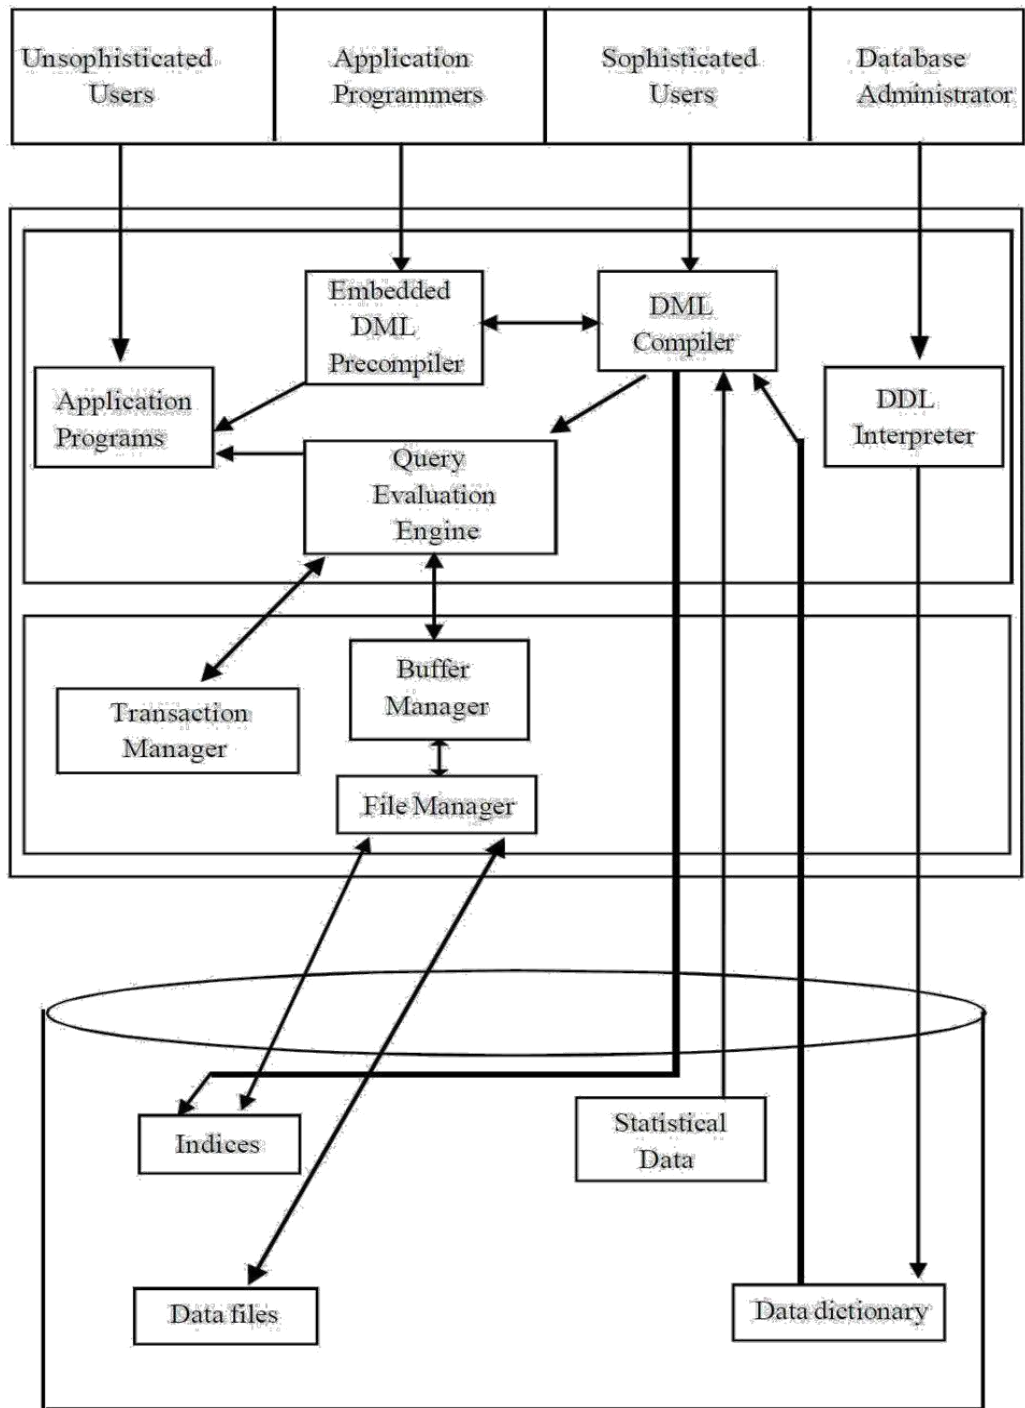 Unsophisticated
Users
Application
Programmers
Sophisticated
Users
Database
Administrator
Embedded
DML
Precompiler
DML
Compiler
Application
Programs
DDL
Interpreter
Query
Evaluation
Engine
Buffer
Manager
Transaction
Manager
File Manager
Indices
Statistical
Data
Data files
Data dictionary